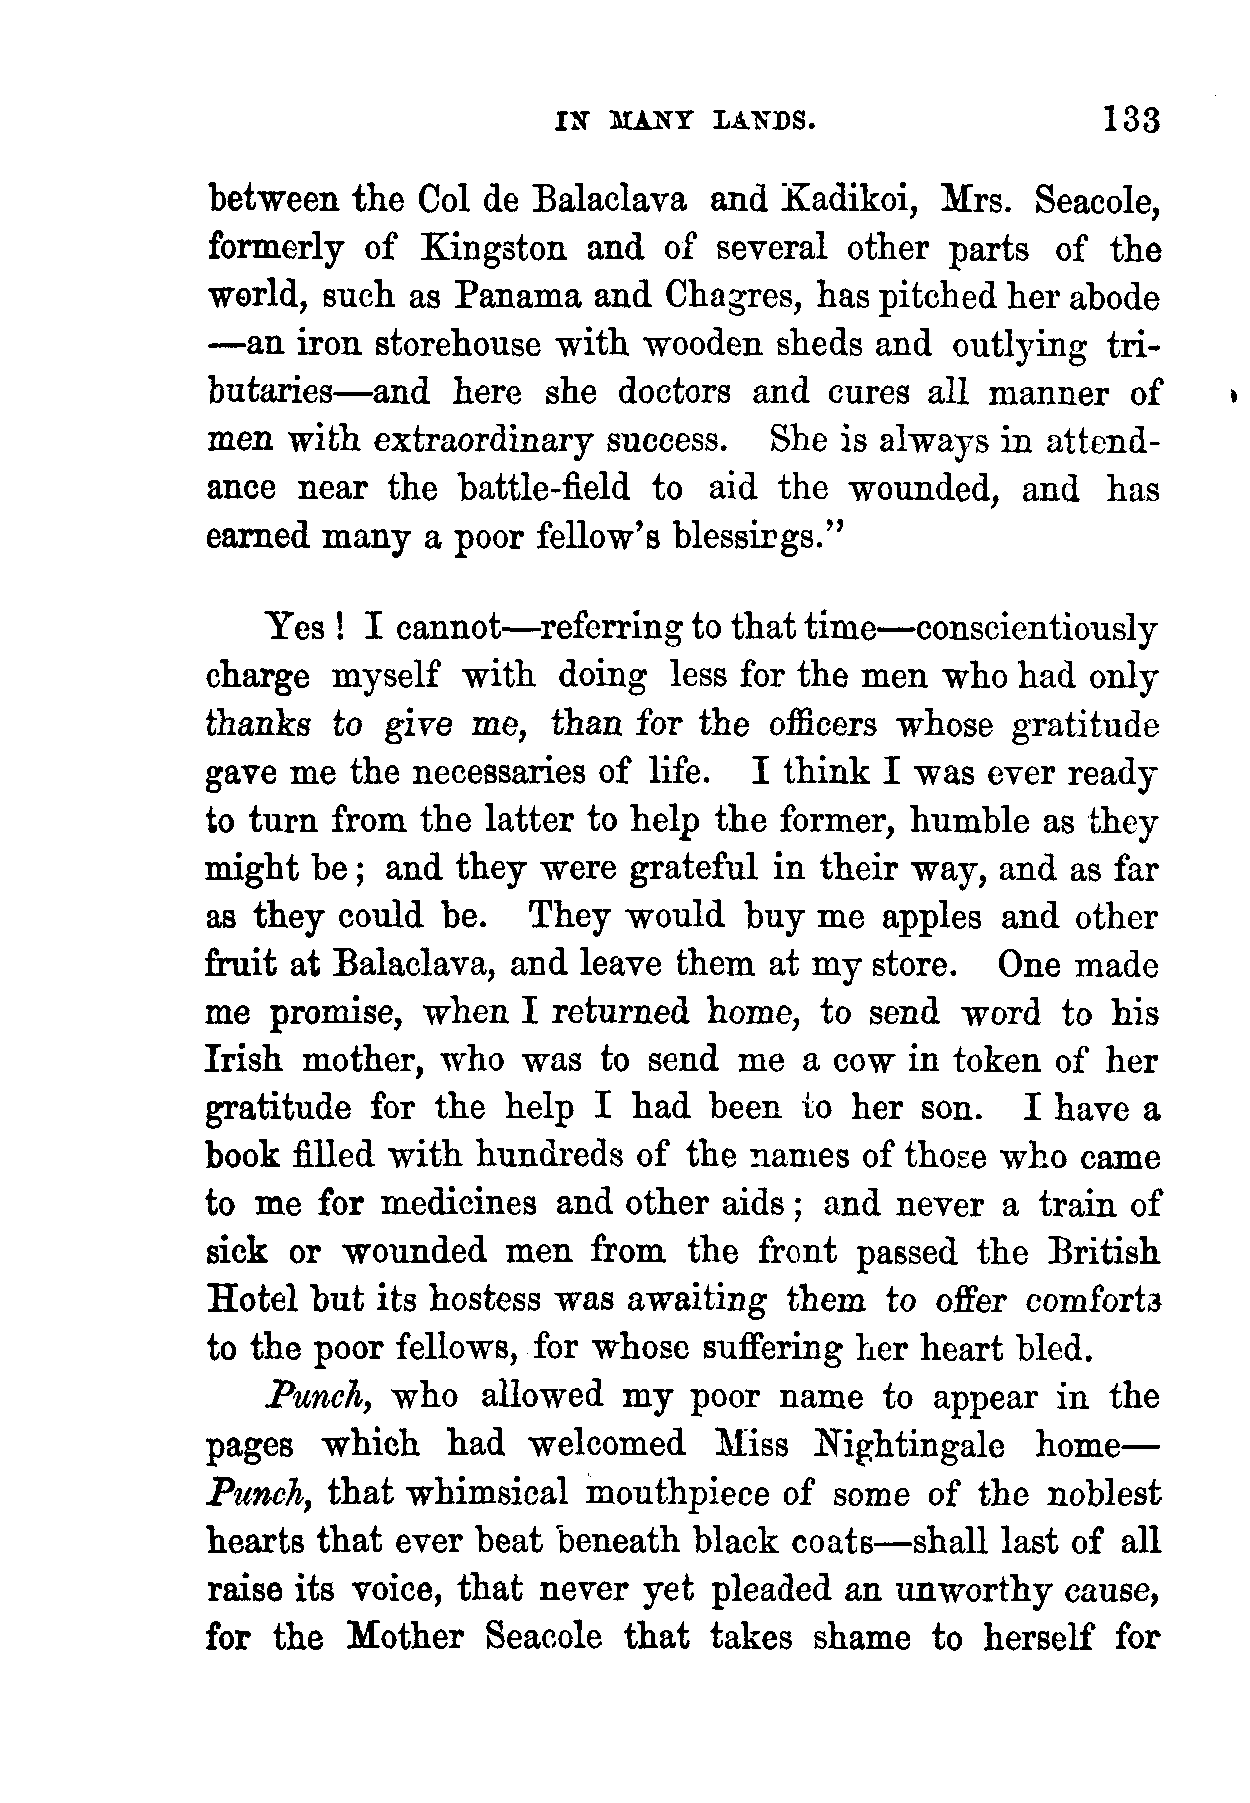 IN MANY LANDS. 133
between the Col de Balaclava and Kadikoi, Mrs. Seacole,
formerly of Kingston and of several other parts of the
world, such as Panama and Chagres, has pitched her abode
—an iron storehouse with wooden sheds and outlying tri-
butaries—and here she doctors and cures all manner of
men with extraordinary success. She is always in attend-
ance near the battle-field to aid the wounded, and has
earned many a poor fellow's blessings."
Yes ! I cannot—referring to that time—conscientiously
charge myself with doing less for the men who had only
thanks to give me, than for the officers whose gratitude
gave me the necessaries of life. I think I was ever ready
to turn from the latter to help the former, humble as they
might be ; and they were grateful in their way, and as far
as they could be. They would buy me apples and other
fruit at Balaclava, and leave them at my store. One made
me promise, when I returned home, to send word to his
Irish mother, who was to send me a cow in token of her
gratitude for the help I had been to her son. I have a
book filled with hundreds of the names of those who came
to me for medicines and other aids ; and never a train of
sick or wounded men from the front passed the British
Hotel but its hostess was awaiting them to offer comforts
to the poor fellows, for whose suffering her heart bled.
Punch, who allowed my poor name to appear in the
pages which had welcomed Miss Nightingale home—
Punch, that whimsical mouthpiece of some of the noblest
hearts that ever beat beneath black coats—shall last of all
raise its voice, that never yet pleaded an unworthy cause,
for the Mother Seacole that takes shame to herself for